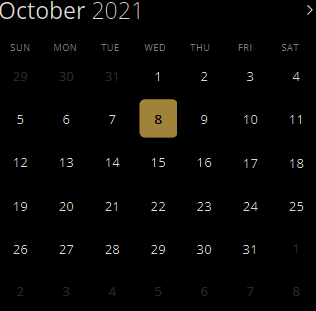 October 2021 >
SUN MON TUE WED THU FRI SAT
29 30 31 1 2 3 4
5 6 7 8 9 10 11
12 13 14 15 16 17 18
19 20 21 22 23 24 25
26 27 28 29 30 31 1
2 3 4 5 6 7 8